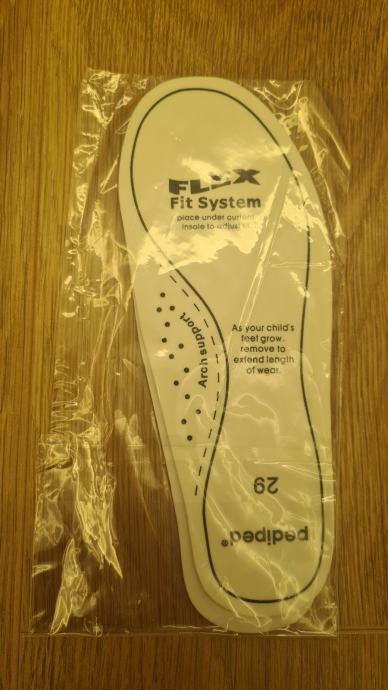 FLEX
Fit System
place under current
insole to adjust fit.
Arch support
As your child's
feet grow,
remove to
extend length
of wear.
29
pediped®